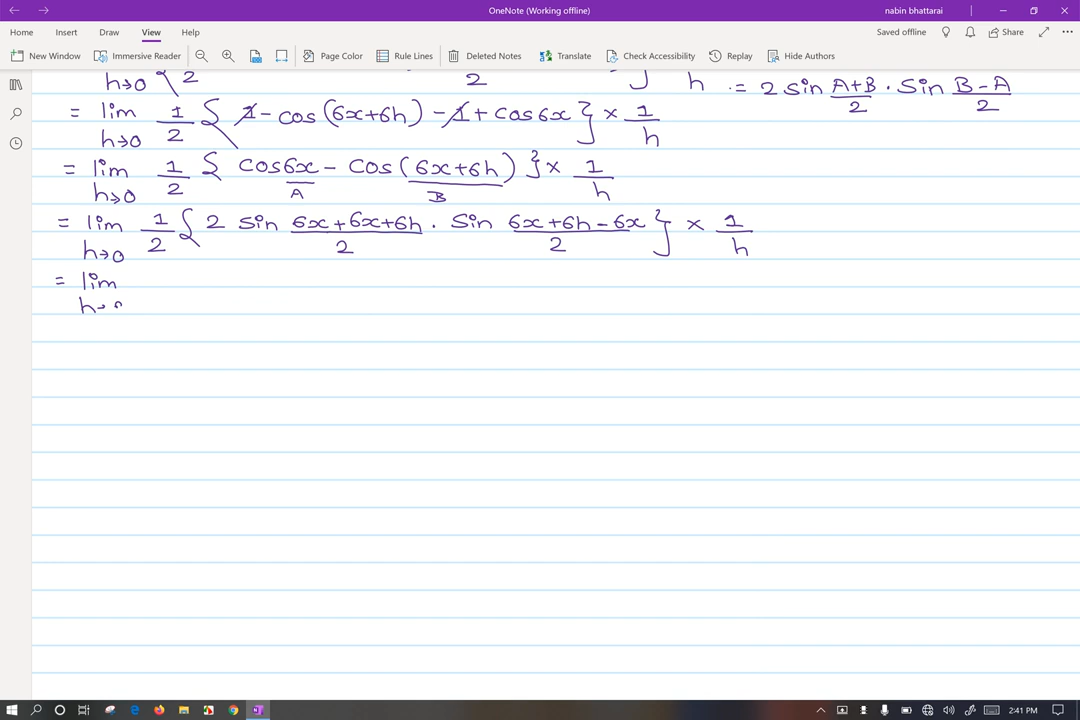 OneNote (Working offline)
nabin bhattarai
Home Insert Draw View Help
Saved offline Share
New Window Immersive Reader Page Color Rule Lines Deleted Notes Translate Check Accessibility Replay Hide Authors
h→0 2 2 } h ∴ = 2 sin A+B/2 · sin B-A/2
= lim h→0 1/2 { 1 - cos (6x+6h) - 1 + cos 6x } × 1/h
= lim h→0 1/2 { cos6x - cos (6x+6h) } × 1/h
A B
= lim h→0 1/2 { 2 sin 6x+6x+6h/2 · sin 6x+6h-6x/2 } × 1/h
= lim
h→0
2:41 PM